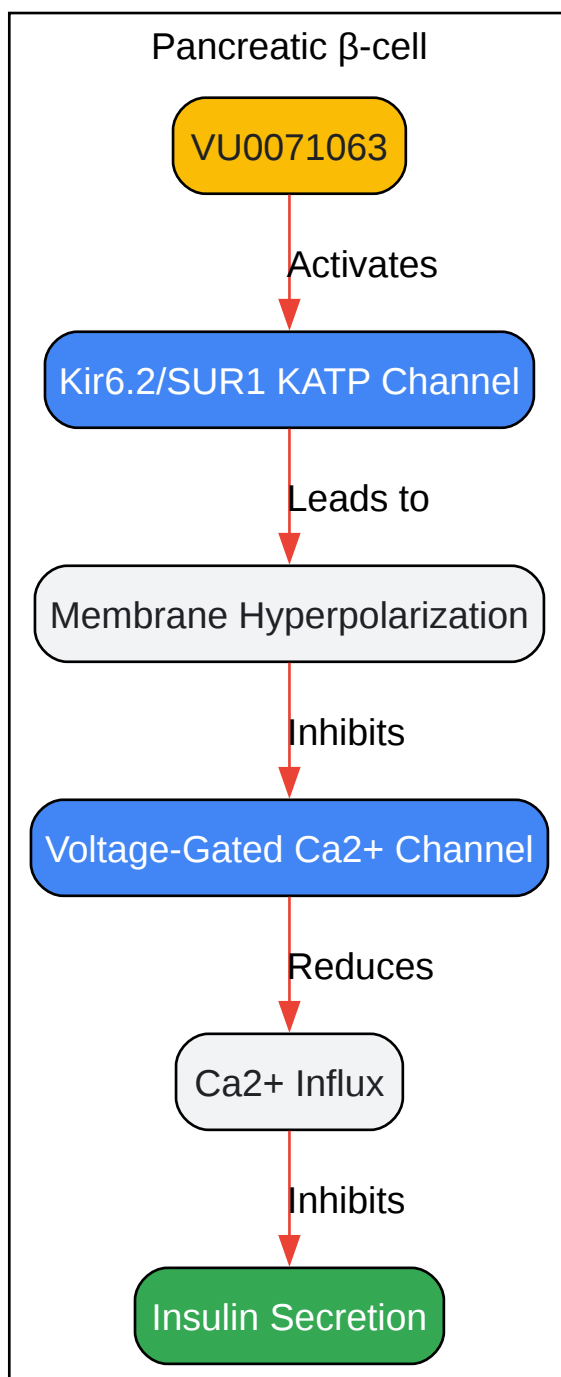 Pancreatic β-cell
VU0071063
Activates
Kir6.2/SUR1 KATP Channel
Leads to
Membrane Hyperpolarization
Inhibits
Voltage-Gated Ca2+ Channel
Reduces
Ca2+ Influx
Inhibits
Insulin Secretion